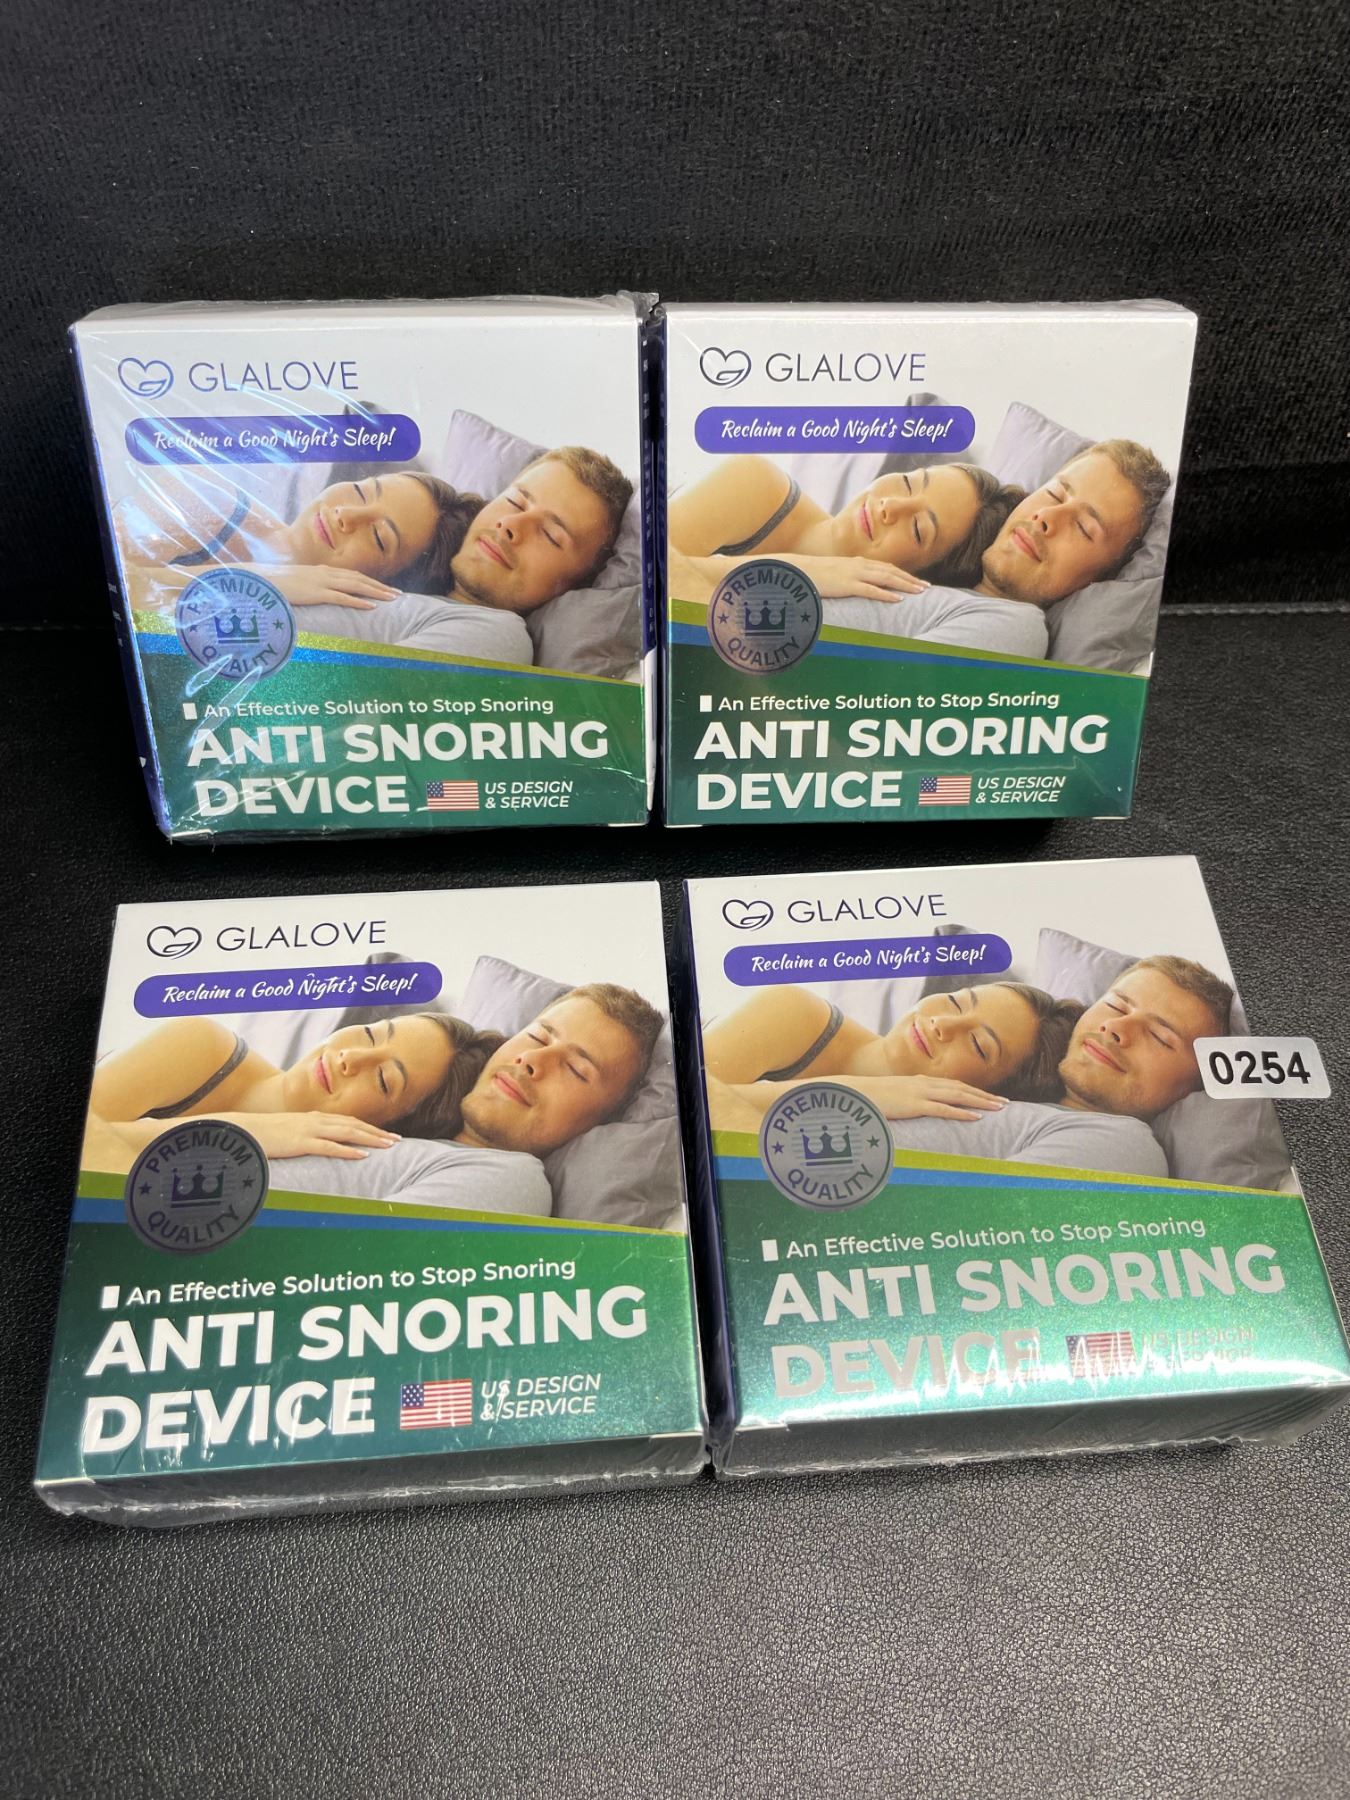 GLALOVE
Reclaim a Good Night's Sleep!
PREMIUM
QUALITY
An Effective Solution to Stop Snoring
ANTI SNORING
DEVICE
US DESIGN
& SERVICE
GLALOVE
Reclaim a Good Night's Sleep!
PREMIUM
QUALITY
An Effective Solution to Stop Snoring
ANTI SNORING
DEVICE
US DESIGN
& SERVICE
GLALOVE
Reclaim a Good Night's Sleep!
PREMIUM
QUALITY
An Effective Solution to Stop Snoring
ANTI SNORING
DEVICE
US DESIGN
& SERVICE
GLALOVE
Reclaim a Good Night's Sleep!
0254
PREMIUM
QUALITY
An Effective Solution to Stop Snoring
ANTI SNORING
DEVICE
US DESIGN